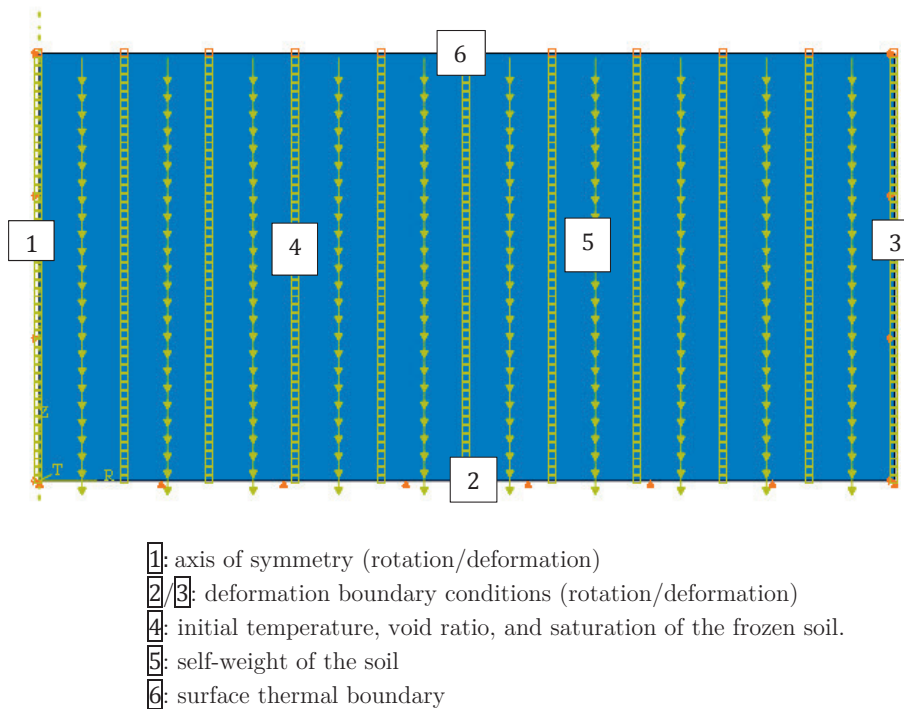 6
1
4
5
3
Z
T
R
2
1: axis of symmetry (rotation/deformation)
2/3: deformation boundary conditions (rotation/deformation)
4: initial temperature, void ratio, and saturation of the frozen soil.
5: self-weight of the soil
6: surface thermal boundary